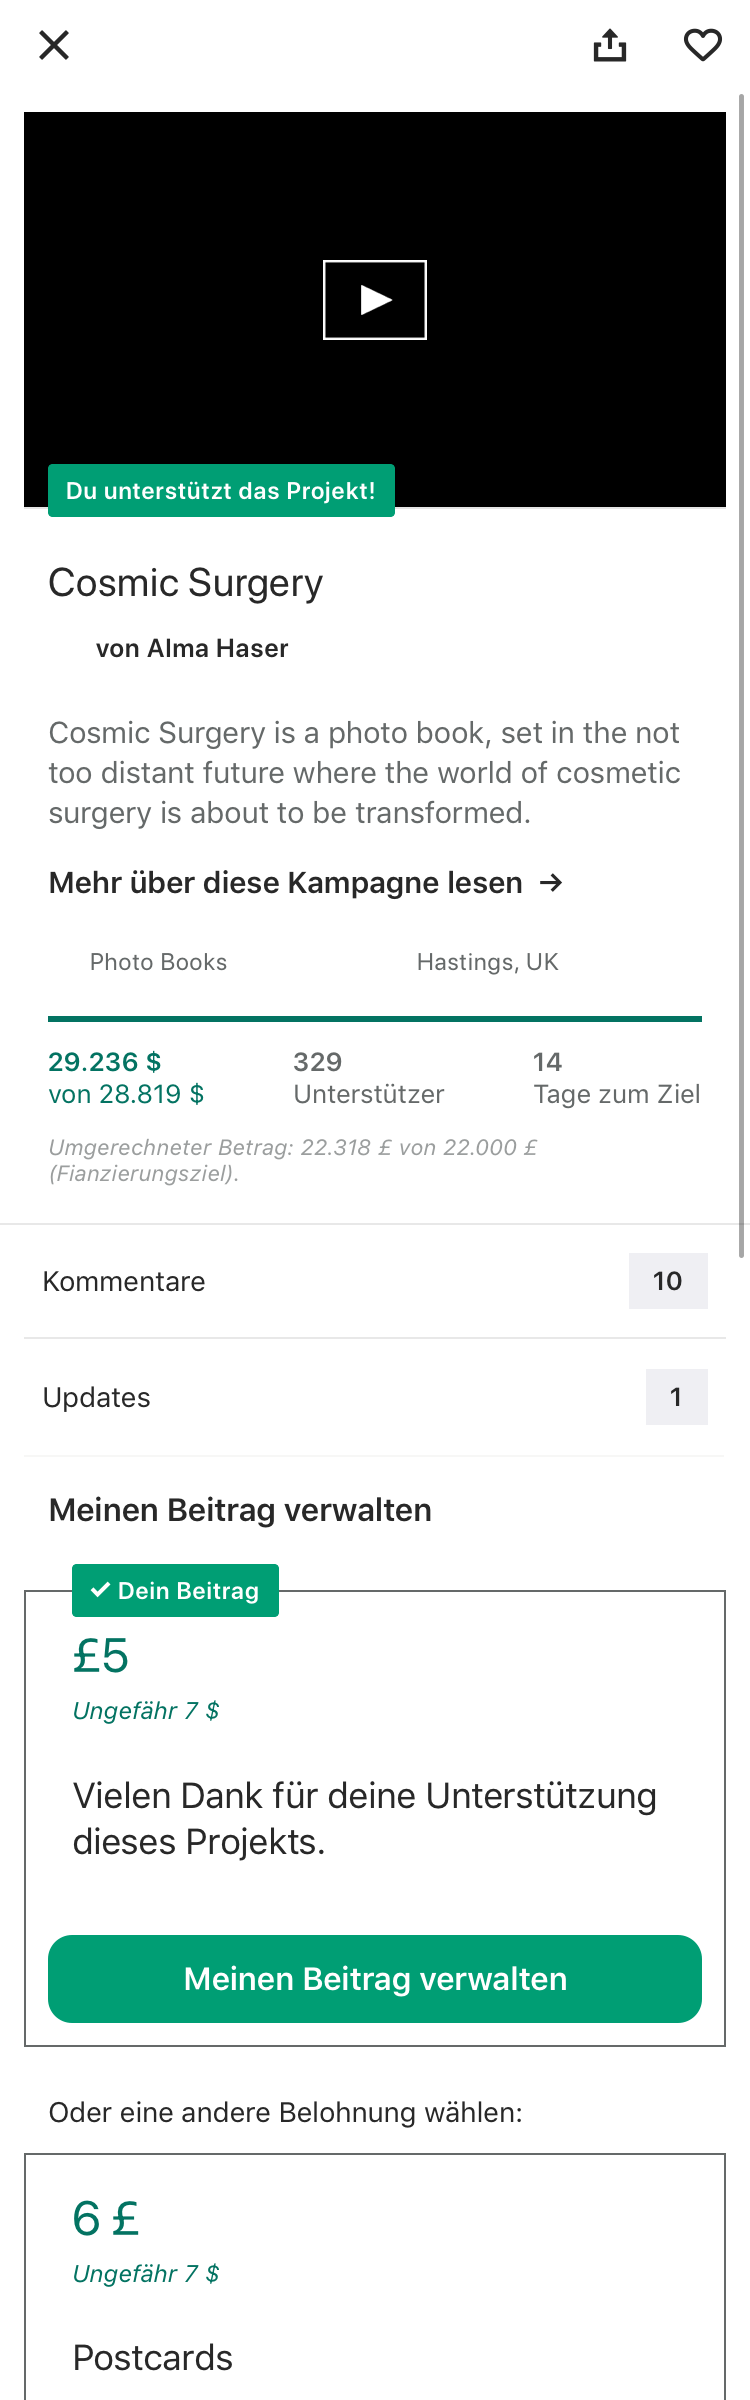 Du unterstützt das Projekt!
Cosmic Surgery
von Alma Haser
Cosmic Surgery is a photo book, set in the not
too distant future where the world of cosmetic
surgery is about to be transformed.
Mehr über diese Kampagne lesen →
Photo Books Hastings, UK
29.236 $ 329 14
von 28.819 $ Unterstützer Tage zum Ziel
Umgerechneter Betrag: 22.318 £ von 22.000 £
(Fianzierungsziel).
Kommentare 10
Updates 1
Meinen Beitrag verwalten
✓ Dein Beitrag
£5
Ungefähr 7 $
Vielen Dank für deine Unterstützung
dieses Projekts.
Meinen Beitrag verwalten
Oder eine andere Belohnung wählen:
6 £
Ungefähr 7 $
Postcards